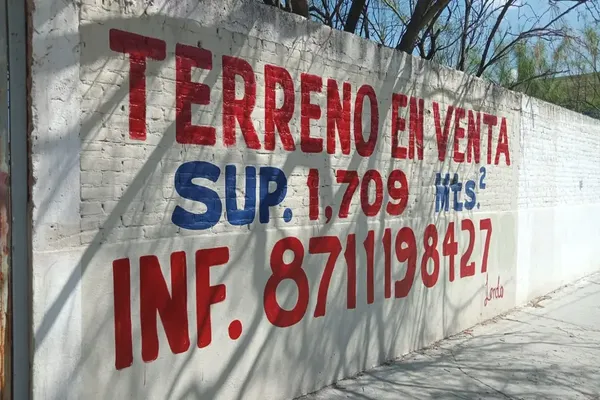 TERRENO EN VENTA
SUP. 1,709 Mts.²
INF. 8711198427